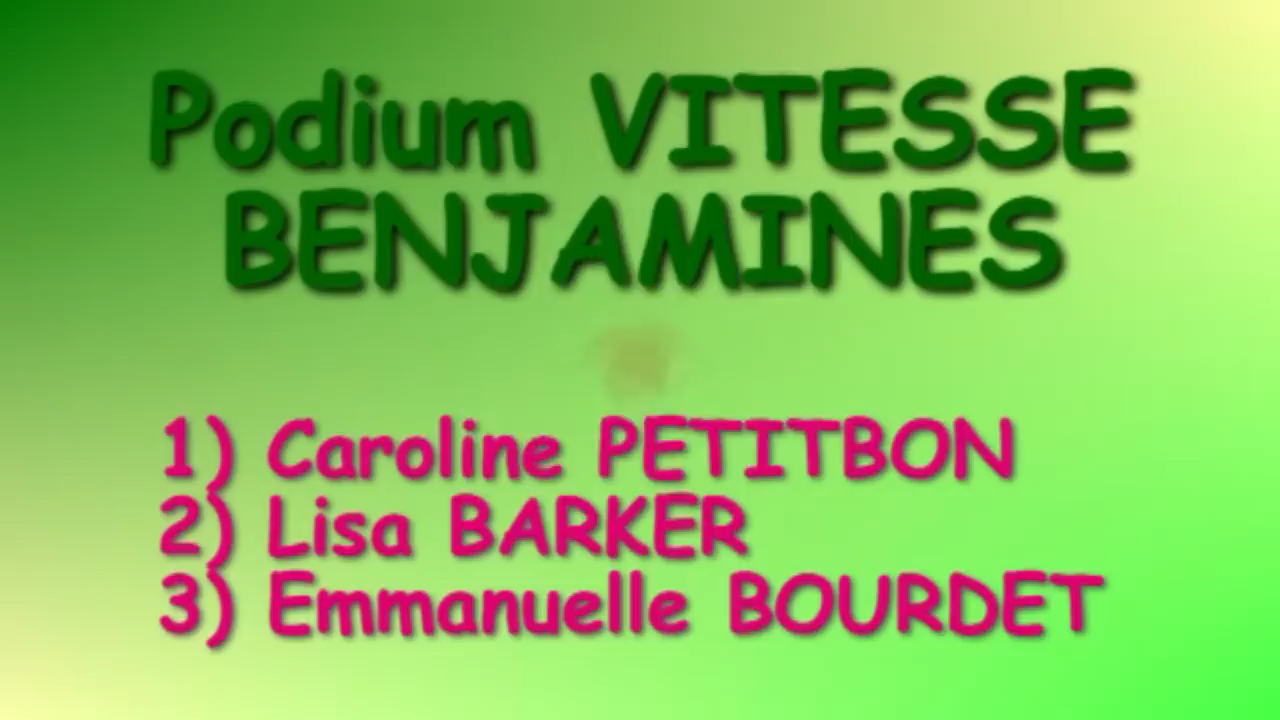 Podium VITESSE
BENJAMINES
1) Caroline PETITBON
2) Lisa BARKER
3) Emmanuelle BOURDET